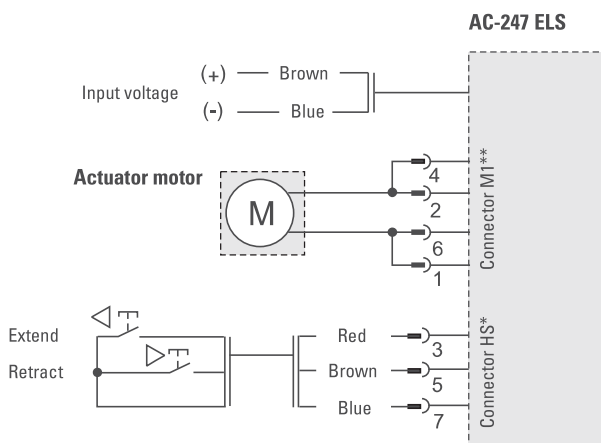 AC-247 ELS
(+) Brown
Input voltage
(-) Blue
Actuator motor
M
4
2
6
1
Connector M1**
Extend
Retract
Red
3
Brown
5
Blue
7
Connector HS*